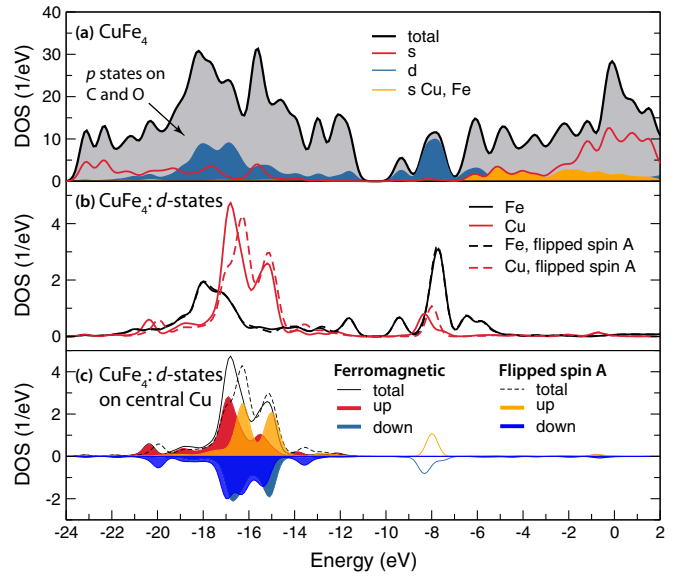 (a) CuFe4
total
s
d
s Cu, Fe
p states on
C and O
DOS (1/eV)
40
30
20
10
0
(b) CuFe4: d-states
Fe
Cu
Fe, flipped spin A
Cu, flipped spin A
DOS (1/eV)
4
2
0
(c) CuFe4: d-states
on central Cu
Ferromagnetic
total
up
down
Flipped spin A
total
up
down
DOS (1/eV)
4
2
0
-2
-24 -22 -20 -18 -16 -14 -12 -10 -8 -6 -4 -2 0 2
Energy (eV)